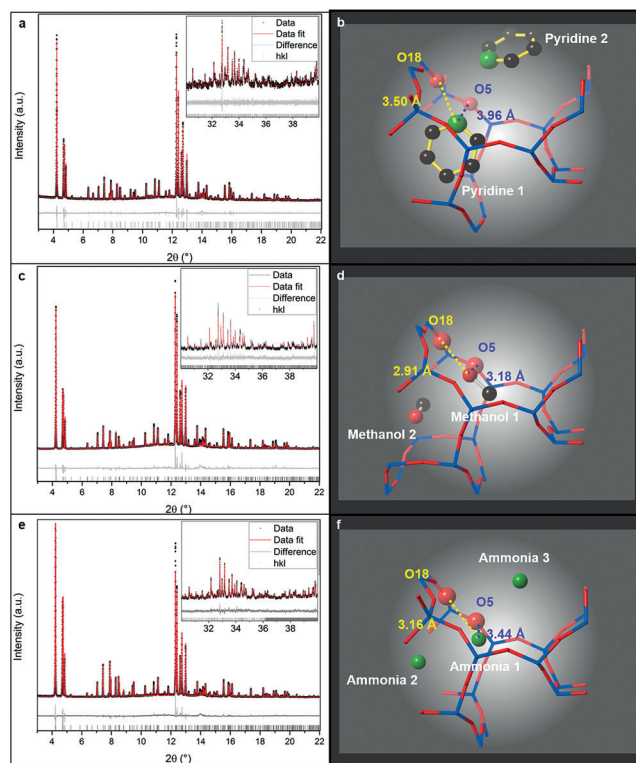 a
Data
Data fit
Difference
hkl
32 34 36 38
Intensity (a.u.)
4 6 8 10 12 14 16 18 20 22
2θ (°)
b
Pyridine 2
O18
O5
3.50 Å
3.96 Å
Pyridine 1
c
Data
Data fit
Difference
hkl
32 34 36 38
Intensity (a.u.)
4 6 8 10 12 14 16 18 20 22
2θ (°)
d
O18
O5
2.91 Å
3.18 Å
Methanol 1
Methanol 2
e
Data
Data fit
Difference
hkl
32 34 36 38
Intensity (a.u.)
4 6 8 10 12 14 16 18 20 22
2θ (°)
f
Ammonia 3
O18
O5
3.16 Å
3.44 Å
Ammonia 1
Ammonia 2